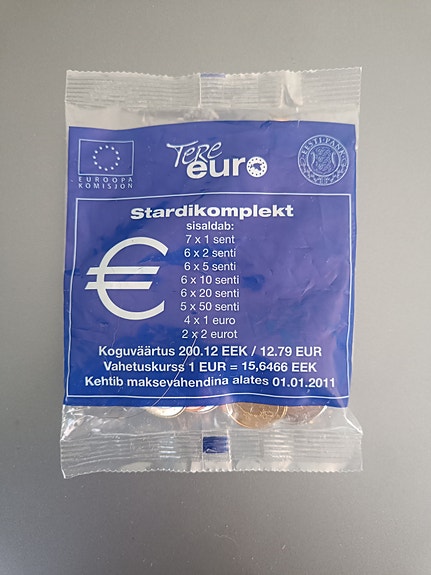 EUROOPA
KOMISJON
Tere
euro
EESTI PANK
Stardikomplekt
sisaldab:
7 x 1 sent
6 x 2 senti
6 x 5 senti
6 x 10 senti
6 x 20 senti
5 x 50 senti
4 x 1 euro
2 x 2 eurot
€
Koguväärtus 200.12 EEK / 12.79 EUR
Vahetuskurss 1 EUR = 15,6466 EEK
Kehtib maksevahendina alates 01.01.2011